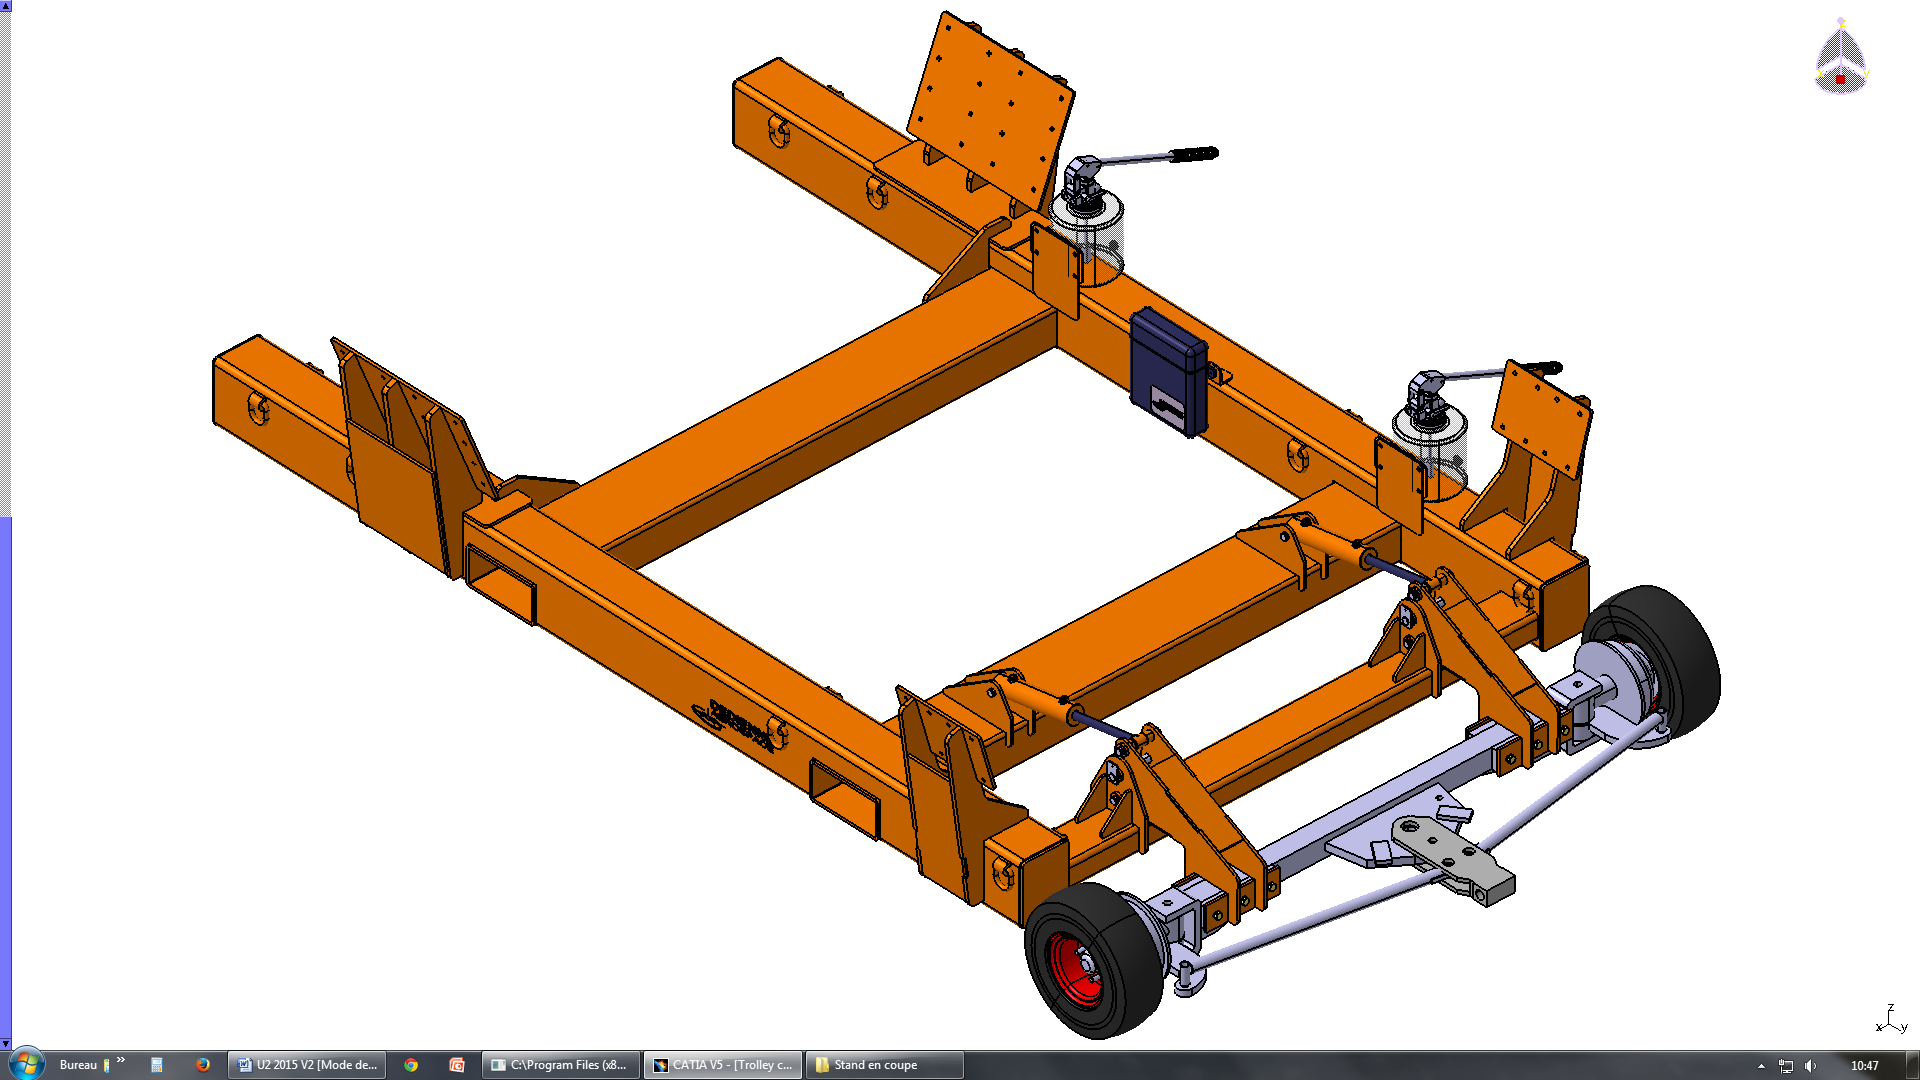 z
x
y
Bureau
»
U2 2015 V2 [Mode de...
C:\Program Files (x8...
CATIA V5 - [Trolley c...
Stand en coupe
10:47